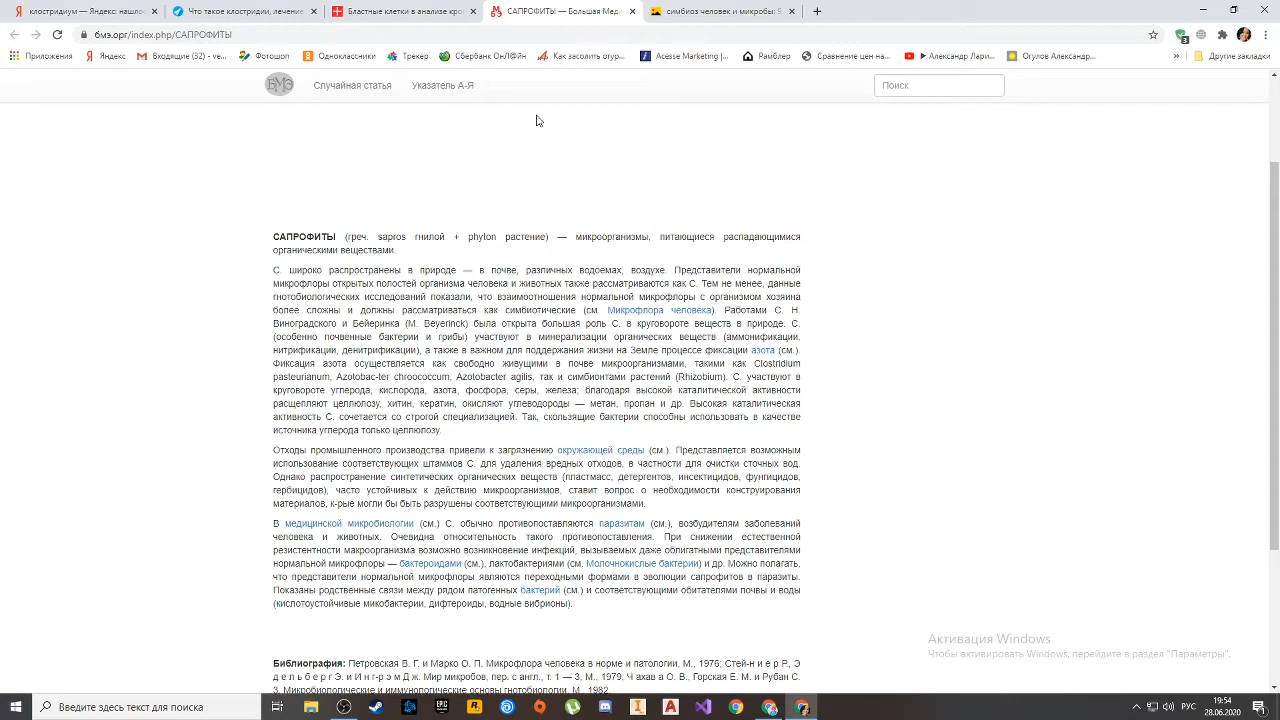 клостридиум — Яндекс нашло
Что такое клостридии, лечение
Бластные клетки в анализе кро
САПРОФИТЫ — Большая Меди
симбиоз человек и микробы: 9
бмэ.орг/index.php/САПРОФИТЫ
Приложения Яндекс Входящие (32) - ve... Фотошоп Одноклассники Трекер Сбербанк ОнЛ@йн Как засолить огур... Acesse Marketing |... Рамблер Сравнение цен на... Александр Лари... Огулов Александр... » Другие закладки
БМЭ Случайная статья Указатель А-Я Поиск
САПРОФИТЫ (греч. sapros гнилой + phyton растение) — микроорганизмы, питающиеся распадающимися
органическими веществами.
С. широко распространены в природе — в почве, различных водоемах, воздухе. Представители нормальной
микрофлоры открытых полостей организма человека и животных также рассматриваются как С. Тем не менее, данные
гнотобиологических исследований показали, что взаимоотношения нормальной микрофлоры с организмом хозяина
более сложны и должны рассматриваться как симбиотические (см. Микрофлора человека). Работами С. Н.
Виноградского и Бейеринка (М. Beyerinck) была открыта большая роль С. в круговороте веществ в природе. С.
(особенно почвенные бактерии и грибы) участвуют в минерализации органических веществ (аммонификации,
нитрификации, денитрификации), а также в важном для поддержания жизни на Земле процессе фиксации азота (см.).
Фиксация азота осуществляется как свободно живущими в почве микроорганизмами, такими как Clostridium
pasteurianum, Azotobac-ter chroococcum, Azotobacter agilis, так и симбионтами растений (Rhizobium). С. участвуют в
круговороте углерода, кислорода, азота, фосфора, серы, железа; благодаря высокой каталитической активности
расщепляют целлюлозу, хитин, кератин, окисляют углеводороды — метан, пропан и др. Высокая каталитическая
активность С. сочетается со строгой специализацией. Так, скользящие бактерии способны использовать в качестве
источника углерода только целлюлозу.
Отходы промышленного производства привели к загрязнению окружающей среды (см.). Представляется возможным
использование соответствующих штаммов С. для удаления вредных отходов, в частности для очистки сточных вод.
Однако распространение синтетических органических веществ (пластмасс, детергентов, инсектицидов, фунгицидов,
гербицидов), часто устойчивых к действию микроорганизмов, ставит вопрос о необходимости конструирования
материалов, к-рые могли бы быть разрушены соответствующими микроорганизмами.
В медицинской микробиологии (см.) С. обычно противопоставляются паразитам (см.), возбудителям заболеваний
человека и животных. Очевидна относительность такого противопоставления. При снижении естественной
резистентности макроорганизма возможно возникновение инфекций, вызываемых даже облигатными представителями
нормальной микрофлоры — бактероидами (см.), лактобактериями (см. Молочнокислые бактерии) и др. Можно полагать,
что представители нормальной микрофлоры являются переходными формами в эволюции сапрофитов в паразиты.
Показаны родственные связи между рядом патогенных бактерий (см.) и соответствующими обитателями почвы и воды
(кислотоустойчивые микобактерии, дифтероиды, водные вибрионы).
Библиография: Петровская В. Г. и Марко О. П. Микрофлора человека в норме и патологии, М., 1976; Стей-н и е р Р., Э
д е л ь б е р г Э. и И н г-р э м Д ж. Мир микробов, пер. с англ., т. 1 — 3, М., 1979; Ч ахав а О. В., Горская Е. М. и Рубан С.
З. Микробиологические и иммунологические основы гнотобиологии, М., 1982.
Активация Windows
Чтобы активировать Windows, перейдите в раздел "Параметры".
Введите здесь текст для поиска
РУС
19:54
28.06.2020